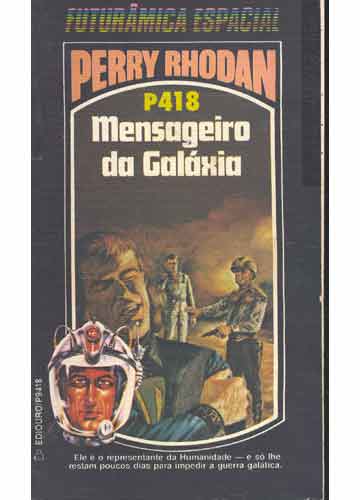 FUTURÂMICA ESPACIAL
PERRY RHODAN
P418
Mensageiro
da Galáxia
EDIOURO/P9418
Ele é o representante da Humanidade — e só lhe
restam poucos dias para impedir a guerra galática.